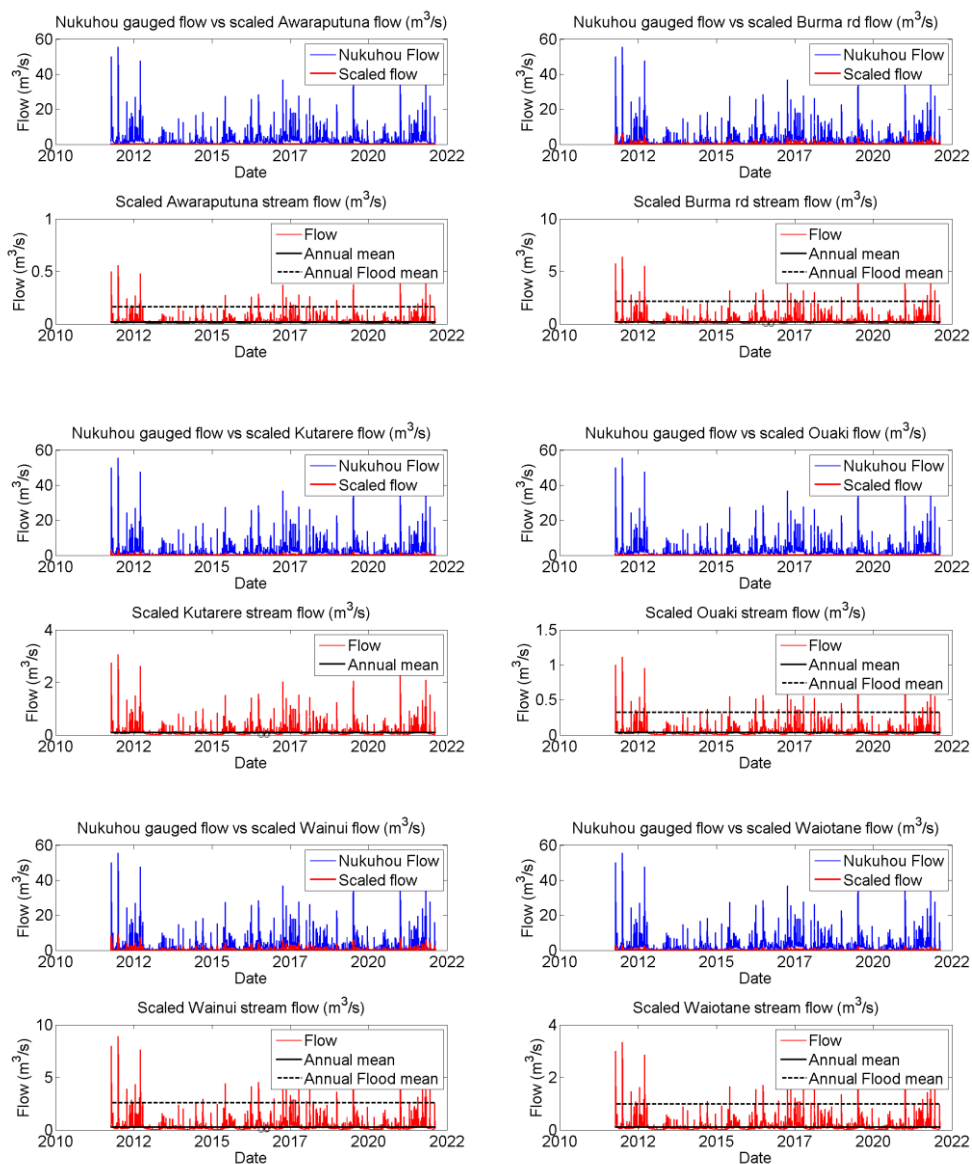 Nukuhou gauged flow vs scaled Awaraputuna flow (m³/s)
Flow (m³/s)
60
40
20
0
Nukuhou Flow
Scaled flow
2010 2012 2015 2017 2020 2022
Date
Scaled Awaraputuna stream flow (m³/s)
Flow (m³/s)
1
0.5
0
Flow
Annual mean
Annual Flood mean
2010 2012 2015 2017 2020 2022
Date
Nukuhou gauged flow vs scaled Burma rd flow (m³/s)
Flow (m³/s)
60
40
20
0
Nukuhou Flow
Scaled flow
2010 2012 2015 2017 2020 2022
Date
Scaled Burma rd stream flow (m³/s)
Flow (m³/s)
10
5
0
Flow
Annual mean
Annual Flood mean
2010 2012 2015 2017 2020 2022
Date
Nukuhou gauged flow vs scaled Kutarere flow (m³/s)
Flow (m³/s)
60
40
20
0
Nukuhou Flow
Scaled flow
2010 2012 2015 2017 2020 2022
Date
Scaled Kutarere stream flow (m³/s)
Flow (m³/s)
4
2
0
Flow
Annual mean
2010 2012 2015 2017 2020 2022
Date
Nukuhou gauged flow vs scaled Ouaki flow (m³/s)
Flow (m³/s)
60
40
20
0
Nukuhou Flow
Scaled flow
2010 2012 2015 2017 2020 2022
Date
Scaled Ouaki stream flow (m³/s)
Flow (m³/s)
1.5
1
0.5
0
Flow
Annual mean
Annual Flood mean
2010 2012 2015 2017 2020 2022
Date
Nukuhou gauged flow vs scaled Wainui flow (m³/s)
Flow (m³/s)
60
40
20
0
Nukuhou Flow
Scaled flow
2010 2012 2015 2017 2020 2022
Date
Scaled Wainui stream flow (m³/s)
Flow (m³/s)
10
5
0
Flow
Annual mean
Annual Flood mean
2010 2012 2015 2017 2020 2022
Date
Nukuhou gauged flow vs scaled Waiotane flow (m³/s)
Flow (m³/s)
60
40
20
0
Nukuhou Flow
Scaled flow
2010 2012 2015 2017 2020 2022
Date
Scaled Waiotane stream flow (m³/s)
Flow (m³/s)
4
2
0
Flow
Annual mean
Annual Flood mean
2010 2012 2015 2017 2020 2022
Date